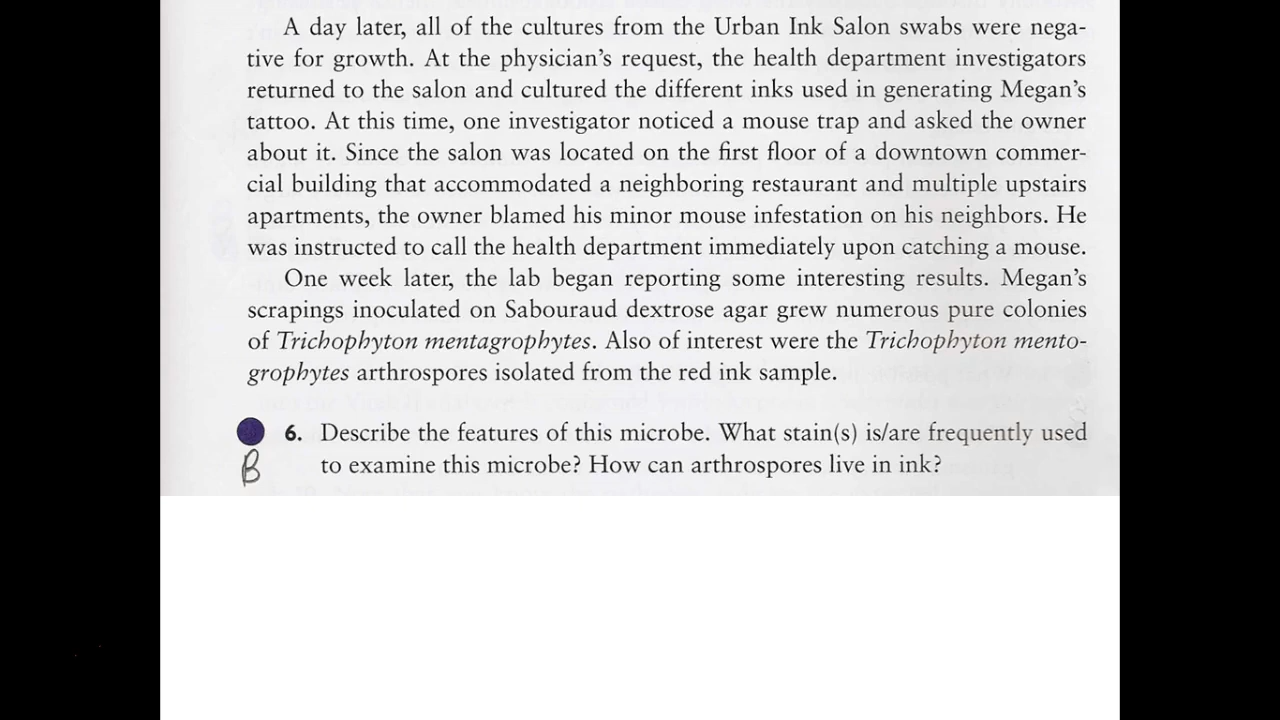 A day later, all of the cultures from the Urban Ink Salon swabs were nega-
tive for growth. At the physician's request, the health department investigators
returned to the salon and cultured the different inks used in generating Megan's
tattoo. At this time, one investigator noticed a mouse trap and asked the owner
about it. Since the salon was located on the first floor of a downtown commer-
cial building that accommodated a neighboring restaurant and multiple upstairs
apartments, the owner blamed his minor mouse infestation on his neighbors. He
was instructed to call the health department immediately upon catching a mouse.
One week later, the lab began reporting some interesting results. Megan's
scrapings inoculated on Sabouraud dextrose agar grew numerous pure colonies
of Trichophyton mentagrophytes. Also of interest were the Trichophyton mento-
grophytes arthrospores isolated from the red ink sample.
6. Describe the features of this microbe. What stain(s) is/are frequently used
B to examine this microbe? How can arthrospores live in ink?